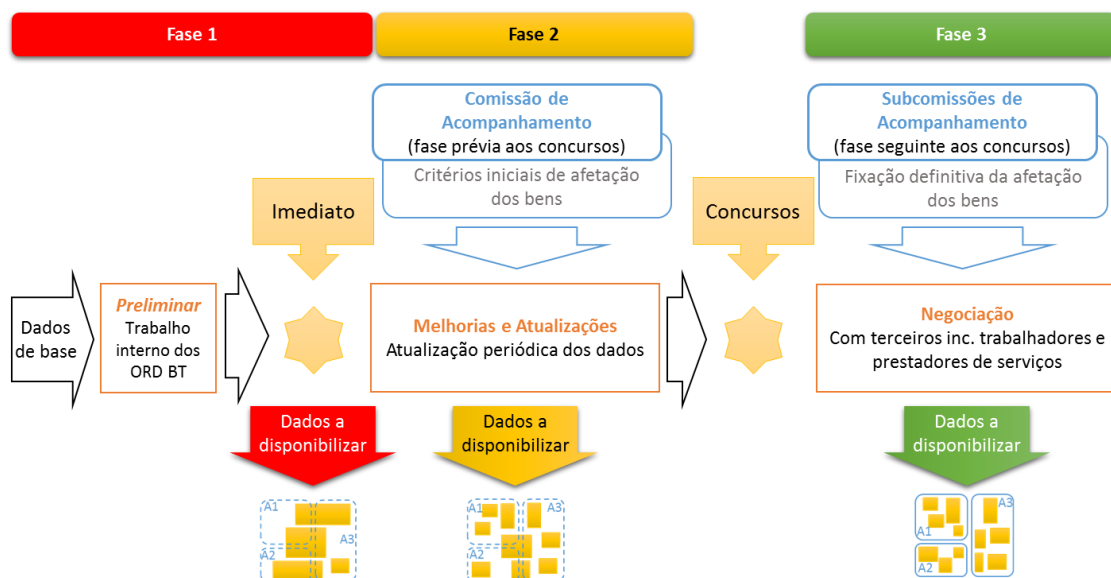 Fase 1
Fase 2
Fase 3
Comissão de
Acompanhamento
(fase prévia aos concursos)
Critérios iniciais de afetação
dos bens
Subcomissões de
Acompanhamento
(fase seguinte aos concursos)
Fixação definitiva da afetação
dos bens
Imediato
Concursos
Dados
de base
Preliminar
Trabalho
interno dos
ORD BT
Melhorias e Atualizações
Atualização periódica dos dados
Negociação
Com terceiros inc. trabalhadores e
prestadores de serviços
Dados a
disponibilizar
Dados a
disponibilizar
Dados a
disponibilizar
A1
A2
A3
A1
A2
A3
A1
A2
A3